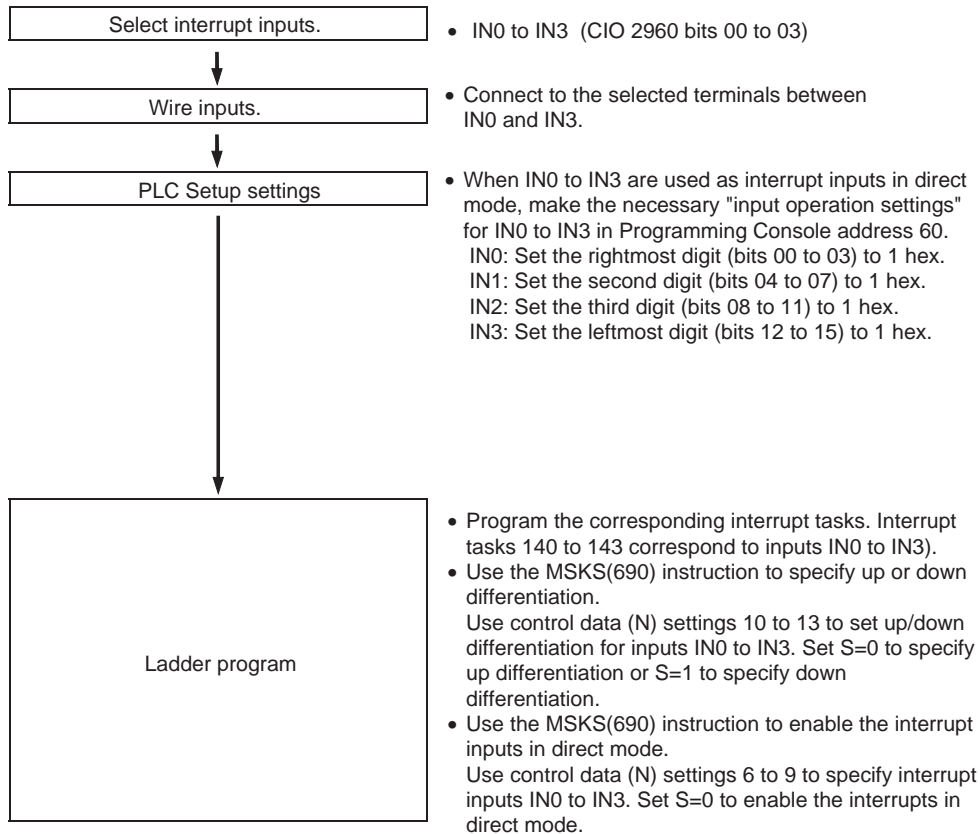 Select interrupt inputs.
• IN0 to IN3 (CIO 2960 bits 00 to 03)
Wire inputs.
• Connect to the selected terminals between
IN0 and IN3.
PLC Setup settings
• When IN0 to IN3 are used as interrupt inputs in direct
mode, make the necessary "input operation settings"
for IN0 to IN3 in Programming Console address 60.
IN0: Set the rightmost digit (bits 00 to 03) to 1 hex.
IN1: Set the second digit (bits 04 to 07) to 1 hex.
IN2: Set the third digit (bits 08 to 11) to 1 hex.
IN3: Set the leftmost digit (bits 12 to 15) to 1 hex.
Ladder program
• Program the corresponding interrupt tasks. Interrupt
tasks 140 to 143 correspond to inputs IN0 to IN3).
• Use the MSKS(690) instruction to specify up or down
differentiation.
Use control data (N) settings 10 to 13 to set up/down
differentiation for inputs IN0 to IN3. Set S=0 to specify
up differentiation or S=1 to specify down
differentiation.
• Use the MSKS(690) instruction to enable the interrupt
inputs in direct mode.
Use control data (N) settings 6 to 9 to specify interrupt
inputs IN0 to IN3. Set S=0 to enable the interrupts in
direct mode.